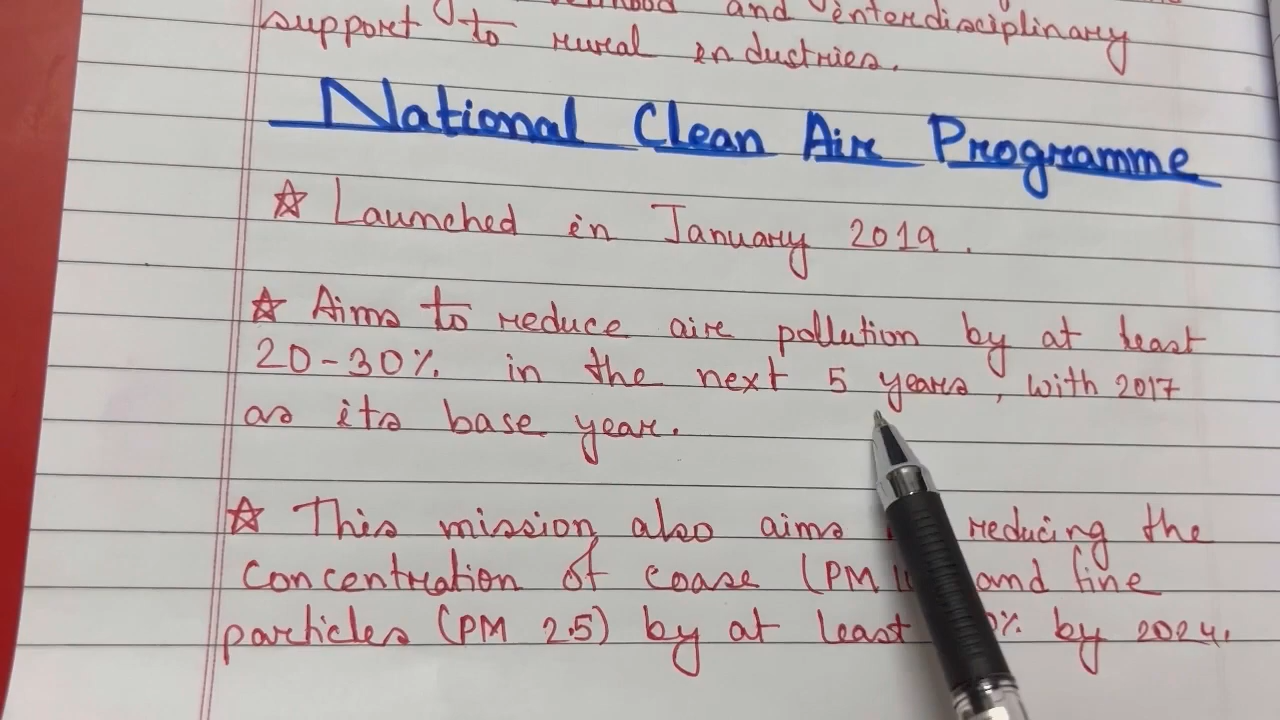 and interdisciplinary
support to rural industries.
National Clean Air Programme
☆ Launched in January 2019.
☆ Aims to reduce air pollution by at least
20-30% in the next 5 years, with 2017
as its base year.
☆ This mission also aims reducing the
concentration of coase (PM and fine
particles (PM 2.5) by at least % by 2024.